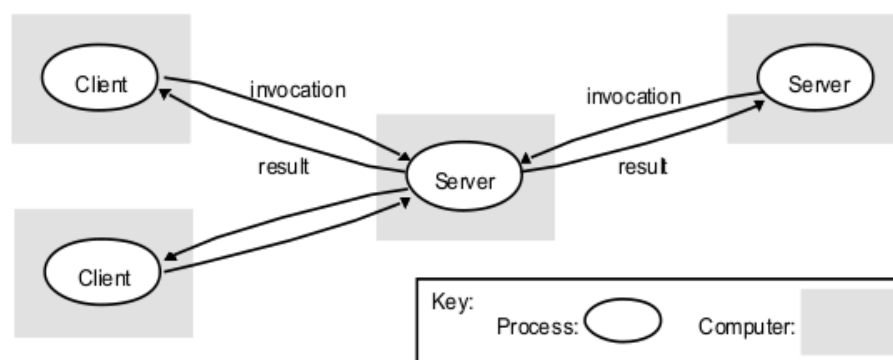 Client
invocation
result
Server
invocation
result
Server
Client
Key:
Process:
Computer: